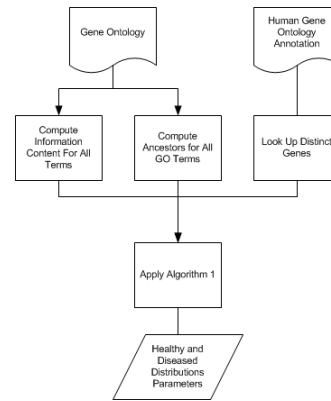 Gene Ontology
Human Gene
Ontology
Annotation
Compute
Information
Content For All
Terms
Compute
Ancestors for All
GO Terms
Look Up Distinct
Genes
Apply Algorithm 1
Healthy and
Diseased
Distributions
Parameters